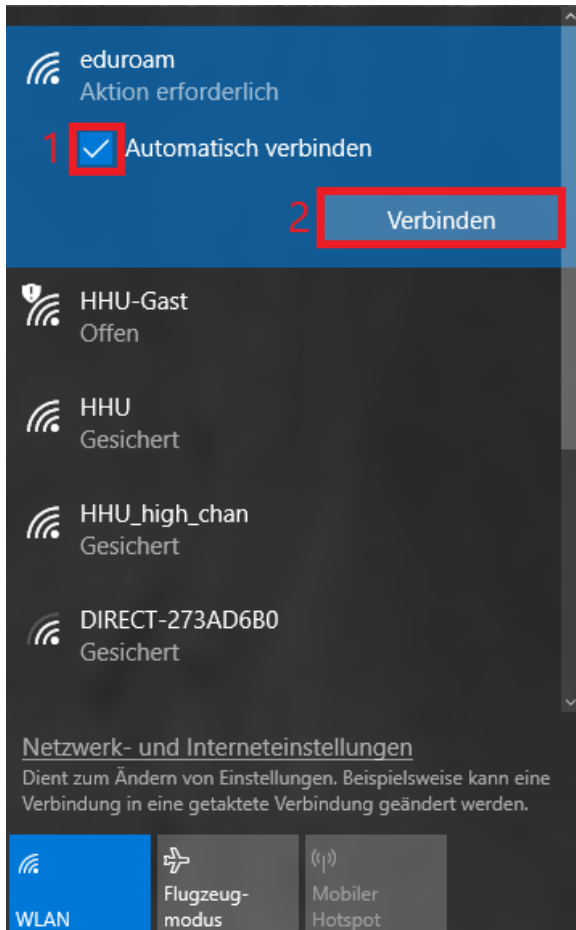 eduroam
Aktion erforderlich
1 Automatisch verbinden
2 Verbinden
HHU-Gast
Offen
HHU
Gesichert
HHU_high_chan
Gesichert
DIRECT-273AD6B0
Gesichert
Netzwerk- und Interneteinstellungen
Dient zum Ändern von Einstellungen. Beispielsweise kann eine
Verbindung in eine getaktete Verbindung geändert werden.
WLAN
Flugzeug-
modus
Mobiler
Hotspot